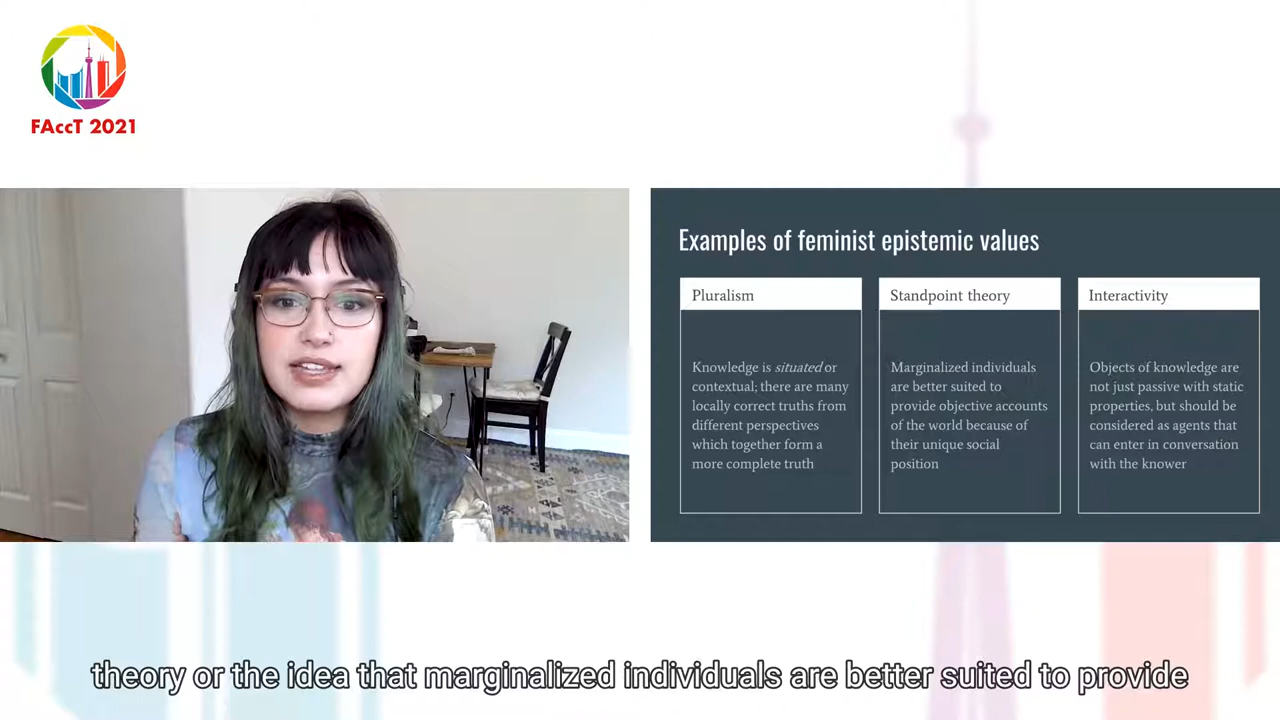 FAccT 2021
Examples of feminist epistemic values
Pluralism
Knowledge is situated or
contextual; there are many
locally correct truths from
different perspectives
which together form a
more complete truth
Standpoint theory
Marginalized individuals
are better suited to
provide objective accounts
of the world because of
their unique social
position
Interactivity
Objects of knowledge are
not just passive with static
properties, but should be
considered as agents that
can enter in conversation
with the knower
theory or the idea that marginalized individuals are better suited to provide